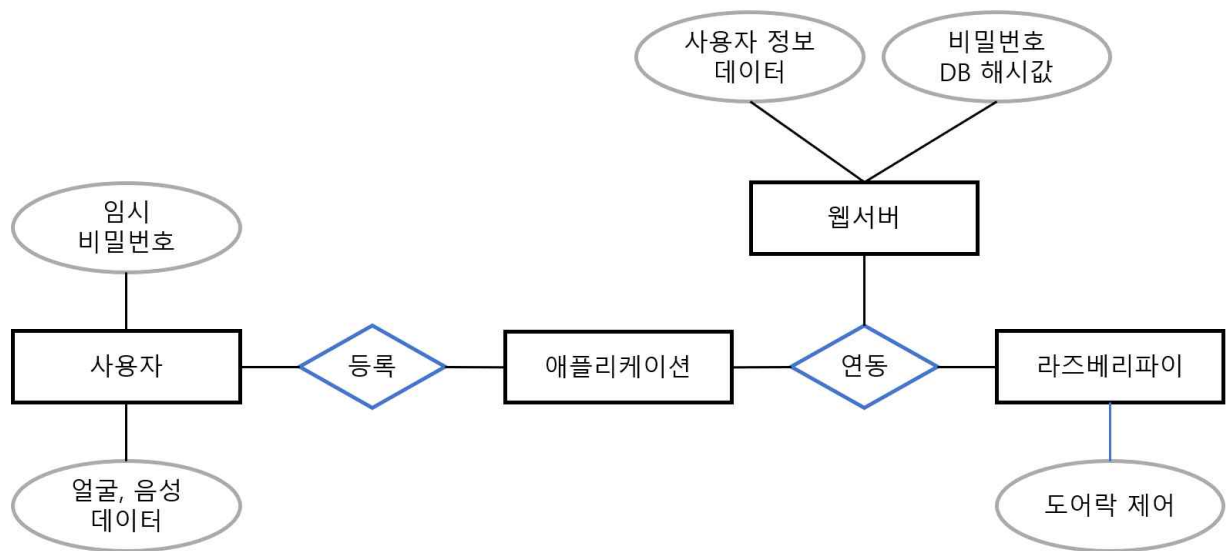 사용자 정보
데이터
비밀번호
DB 해시값
웹서버
임시
비밀번호
사용자
등록
애플리케이션
연동
라즈베리파이
얼굴, 음성
데이터
도어락 제어